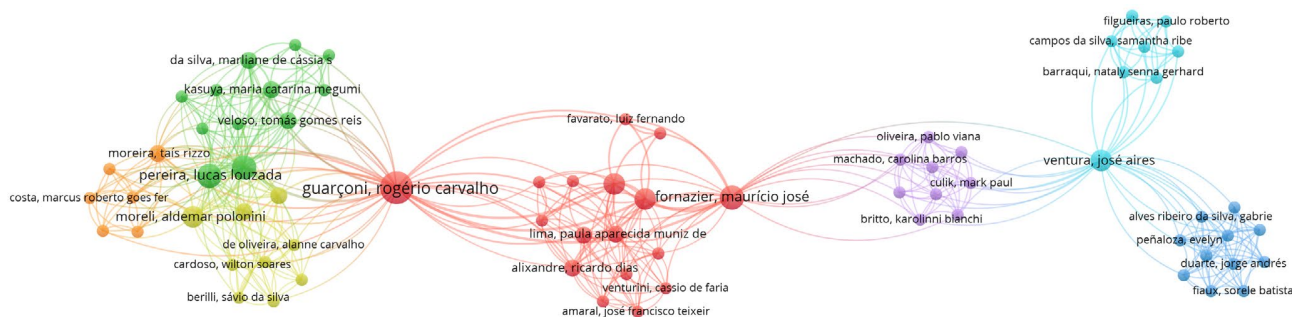 filgueiras, paulo roberto
campos da silva, samantha ribe
barraqui, nataly senna gerhard
da silva, marliane de cássia s
kasuya, maria catarina megumi
veloso, tomás gomes reis
moreira, taís rizzo
pereira, lucas louzada
costa, marcus roberto goes fer
moreli, aldemar polonini
de oliveira, alanne carvalho
cardoso, wilton soares
berilli, sávio da silva
guarçoni, rogério carvalho
favarato, luiz fernando
fornazier, maurício josé
lima, paula aparecida muniz de
alixandre, ricardo dias
venturini, cassio de faria
amaral, josé francisco teixeir
oliveira, pablo viana
machado, carolina barros
culik, mark paul
britto, karolinni bianchi
ventura, josé aires
alves ribeiro da silva, gabrie
peñaloza, evelyn
duarte, jorge andrés
fiaux, sorele batista